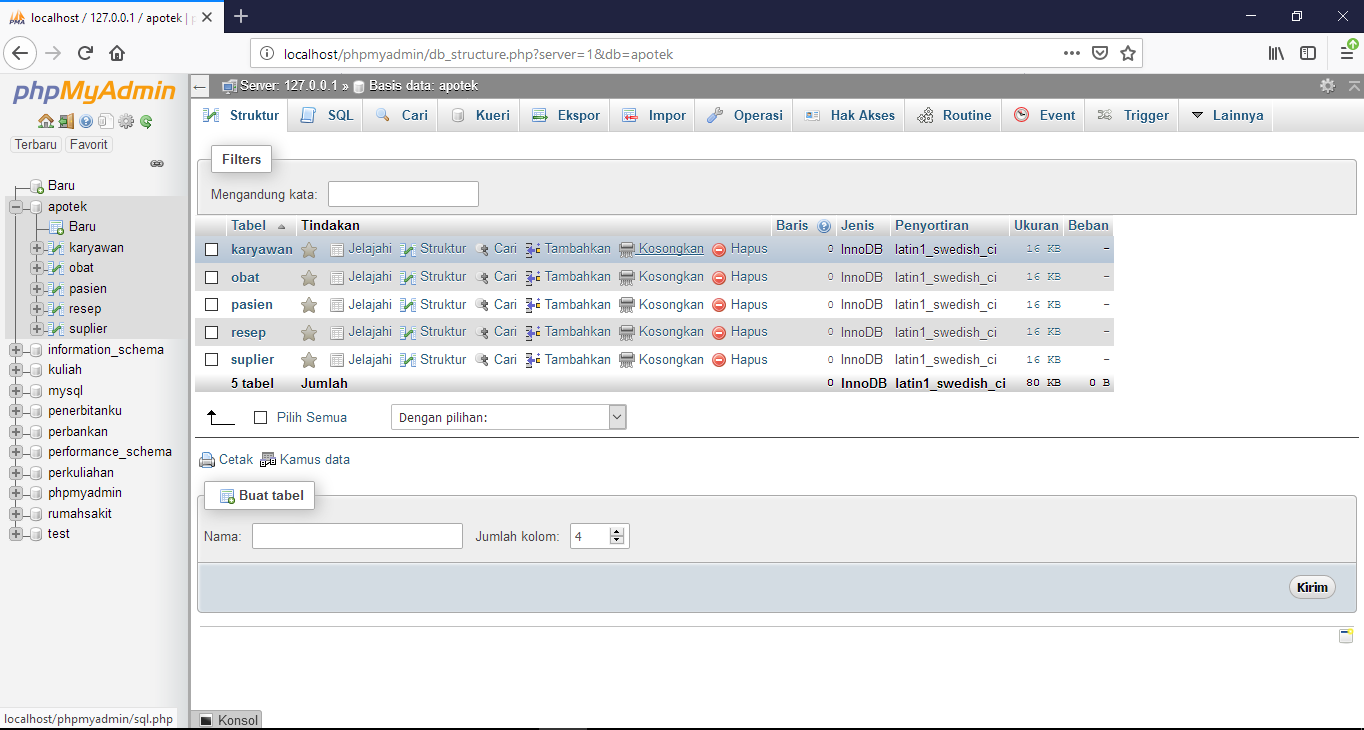 localhost / 127.0.0.1 / apotek | p
localhost/phpmyadmin/db_structure.php?server=1&db=apotek
phpMyAdmin
Terbaru Favorit
Baru
apotek
Baru
karyawan
obat
pasien
resep
suplier
information_schema
kuliah
mysql
penerbitanku
perbankan
performance_schema
perkuliahan
phpmyadmin
rumahsakit
test
localhost/phpmyadmin/sql.php
Server: 127.0.0.1 » Basis data: apotek
Struktur SQL Cari Kueri Ekspor Impor Operasi Hak Akses Routine Event Trigger Lainnya
Filters
Mengandung kata:
Tabel Tindakan Baris Jenis Penyortiran Ukuran Beban
karyawan Jelajahi Struktur Cari Tambahkan Kosongkan Hapus 0 InnoDB latin1_swedish_ci 16 KB -
obat Jelajahi Struktur Cari Tambahkan Kosongkan Hapus 0 InnoDB latin1_swedish_ci 16 KB -
pasien Jelajahi Struktur Cari Tambahkan Kosongkan Hapus 0 InnoDB latin1_swedish_ci 16 KB -
resep Jelajahi Struktur Cari Tambahkan Kosongkan Hapus 0 InnoDB latin1_swedish_ci 16 KB -
suplier Jelajahi Struktur Cari Tambahkan Kosongkan Hapus 0 InnoDB latin1_swedish_ci 16 KB -
5 tabel Jumlah 0 InnoDB latin1_swedish_ci 80 KB 0 B
Pilih Semua Dengan pilihan:
Cetak Kamus data
Buat tabel
Nama: Jumlah kolom: 4
Kirim
Konsol